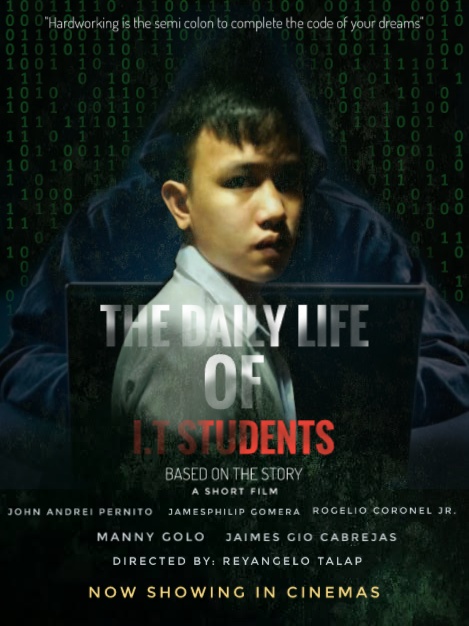 "Hardworking is the semi colon to complete the code of your dreams"
THE DAILY LIFE
OF
I.T STUDENTS
BASED ON THE STORY
A SHORT FILM
JOHN ANDREI PERNITO JAMESPHILIP GOMERA ROGELIO CORONEL JR.
MANNY GOLO JAIMES GIO CABREJAS
DIRECTED BY: REYANGELO TALAP
NOW SHOWING IN CINEMAS